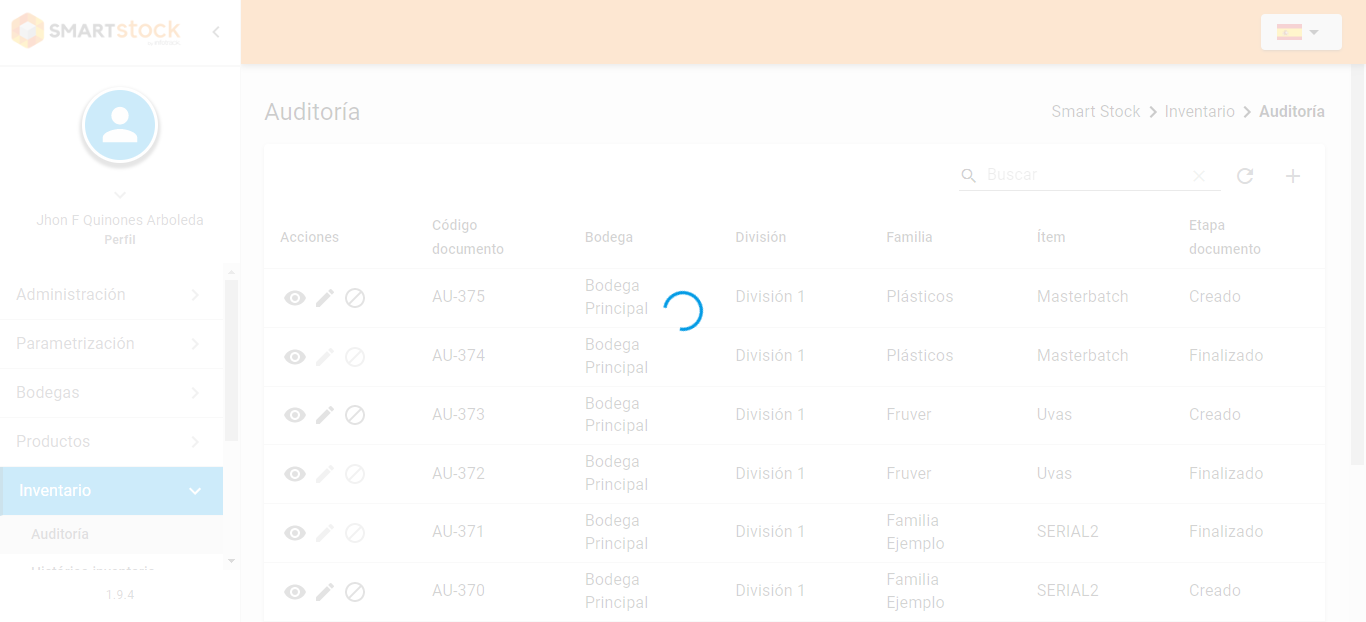 SMARTstock
Jhon F Quinones Arboleda
Perfil
Administración
Parametrización
Bodegas
Productos
Inventario
Auditoría
Histórico inventario
1.9.4
Auditoría
Smart Stock > Inventario > Auditoría
Buscar
Acciones Código documento Bodega División Familia Ítem Etapa documento
AU-375 Bodega Principal División 1 Plásticos Masterbatch Creado
AU-374 Bodega Principal División 1 Plásticos Masterbatch Finalizado
AU-373 Bodega Principal División 1 Fruver Uvas Creado
AU-372 Bodega Principal División 1 Fruver Uvas Finalizado
AU-371 Bodega Principal División 1 Familia Ejemplo SERIAL2 Finalizado
AU-370 Bodega Principal División 1 Familia Ejemplo SERIAL2 Creado